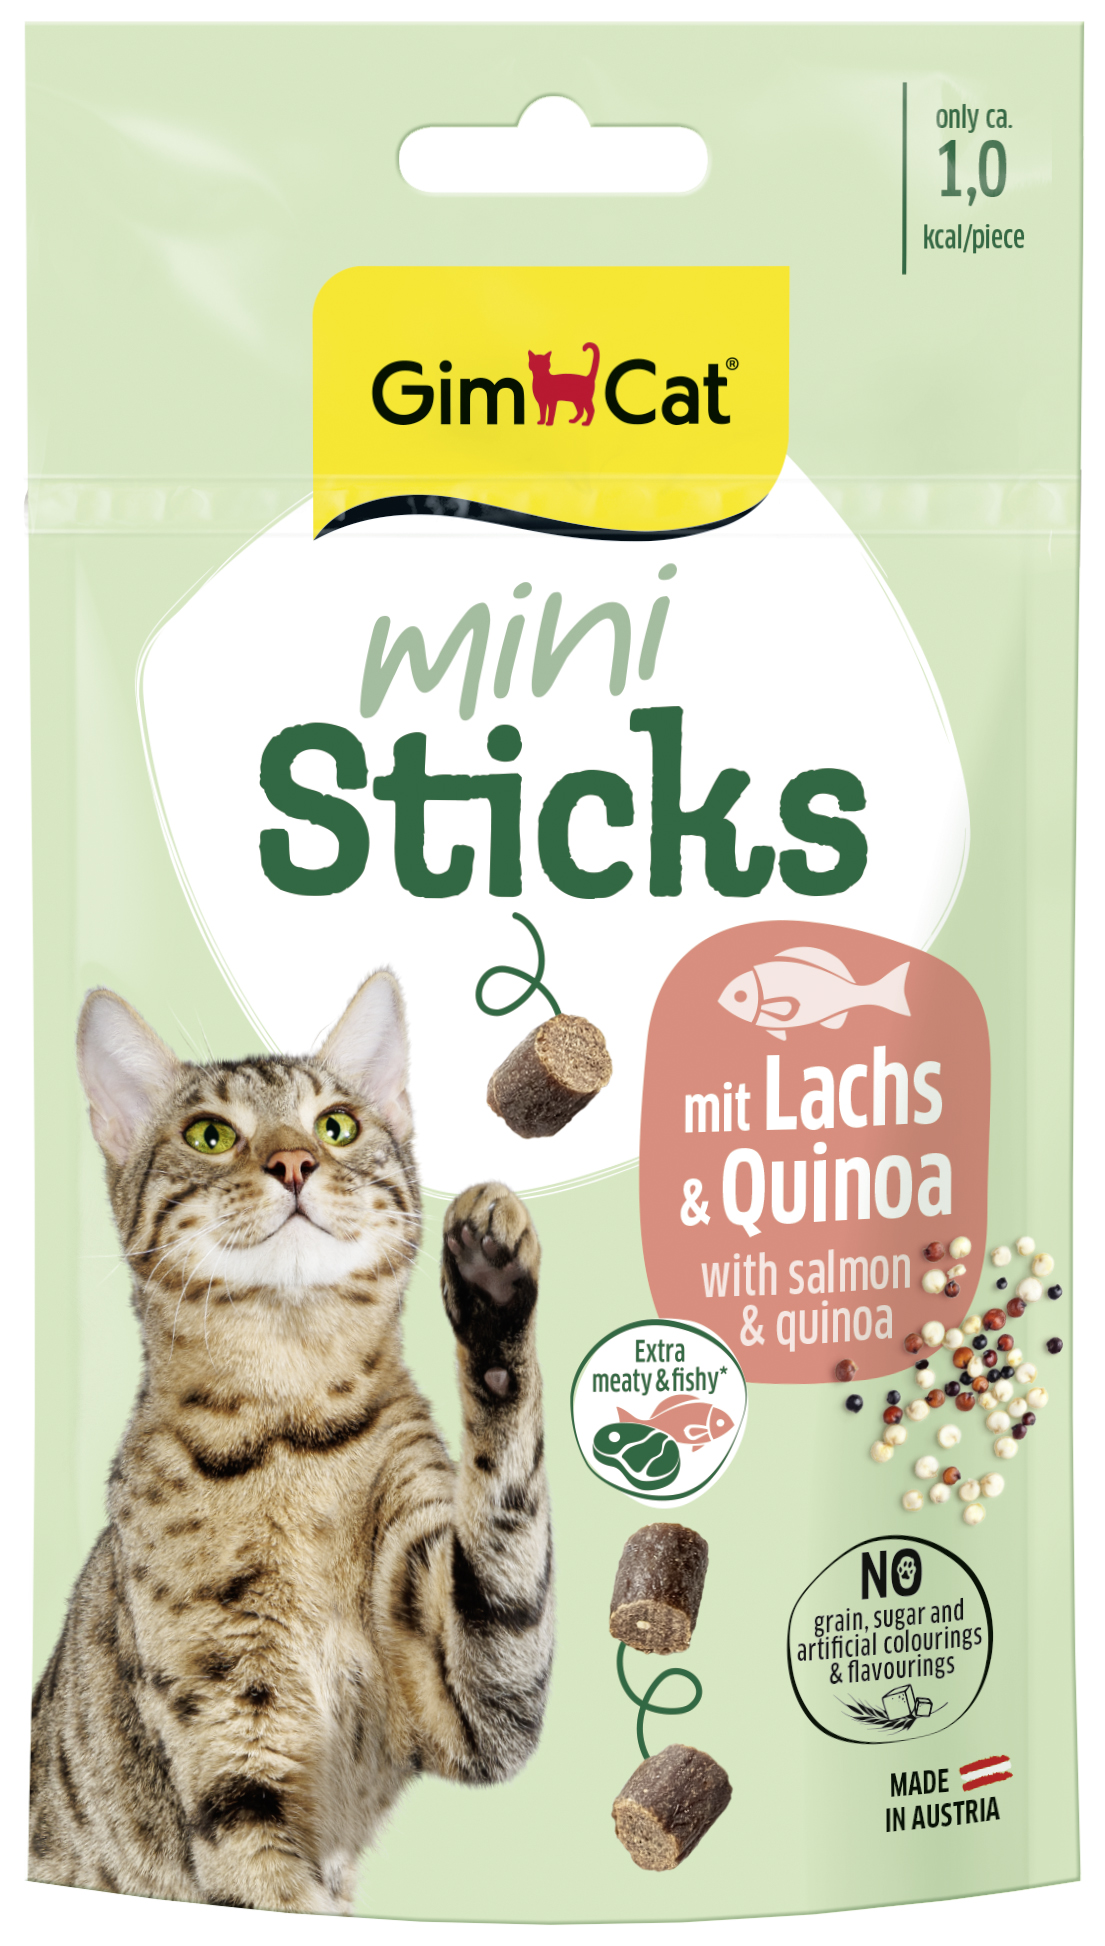 only ca.
1,0
kcal/piece
GimCat®
mini
Sticks
mit Lachs
& Quinoa
with salmon
& quinoa
Extra
meaty & fishy*
NO
grain, sugar and
artificial colourings
& flavourings
MADE
IN AUSTRIA